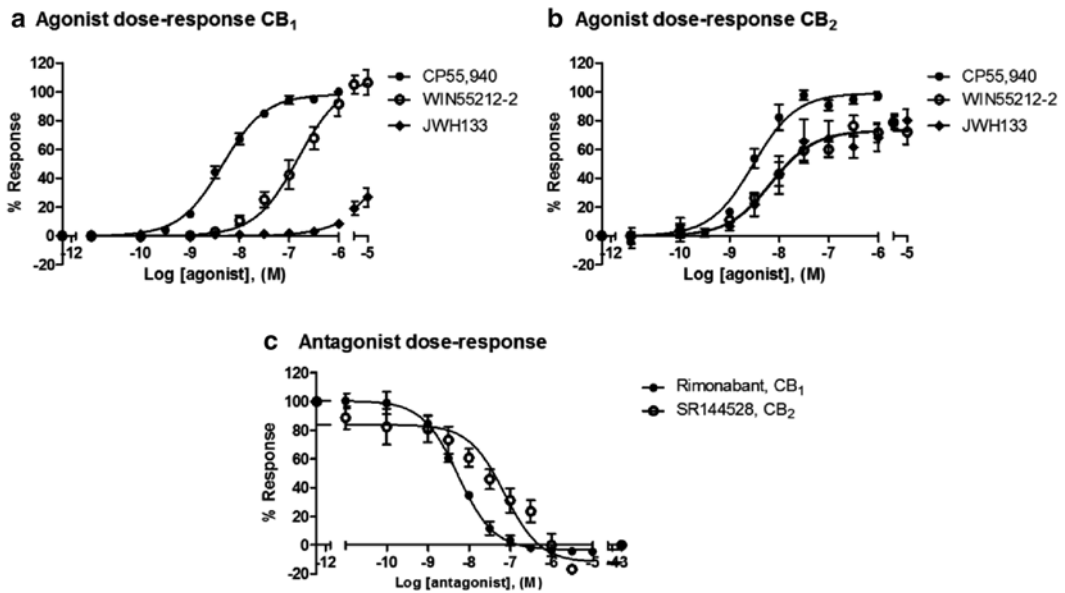 a Agonist dose-response CB1
120
100
80
60
40
20
0
-20
% Response
-12 -10 -9 -8 -7 -6 -5
Log [agonist], (M)
CP55,940
WIN55212-2
JWH133
b Agonist dose-response CB2
120
100
80
60
40
20
0
-20
% Response
-12 -10 -9 -8 -7 -6 -5
Log [agonist], (M)
CP55,940
WIN55212-2
JWH133
c Antagonist dose-response
120
100
80
60
40
20
0
-20
% Response
-12 -10 -9 -8 -7 -6 -5
Log [antagonist], (M)
Rimonabant, CB1
SR144528, CB2